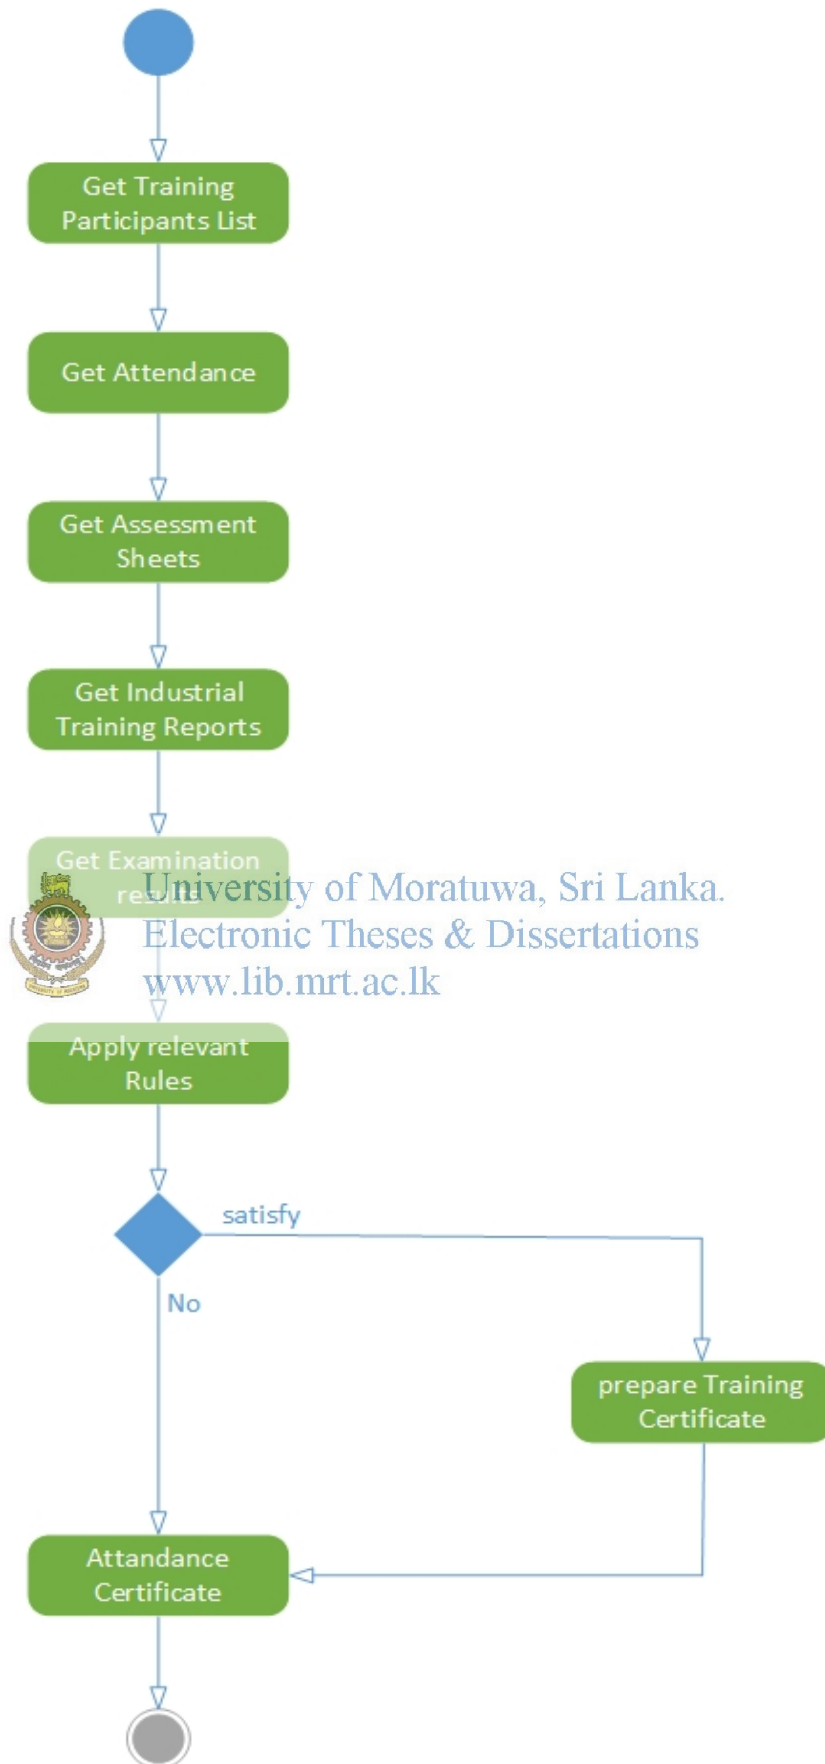 Get Training
Participants List
Get Attendance
Get Assessment
Sheets
Get Industrial
Training Reports
Get Examination
results
University of Moratuwa, Sri Lanka.
Electronic Theses & Dissertations
www.lib.mrt.ac.lk
Apply relevant
Rules
satisfy
No
prepare Training
Certificate
Attandance
Certificate